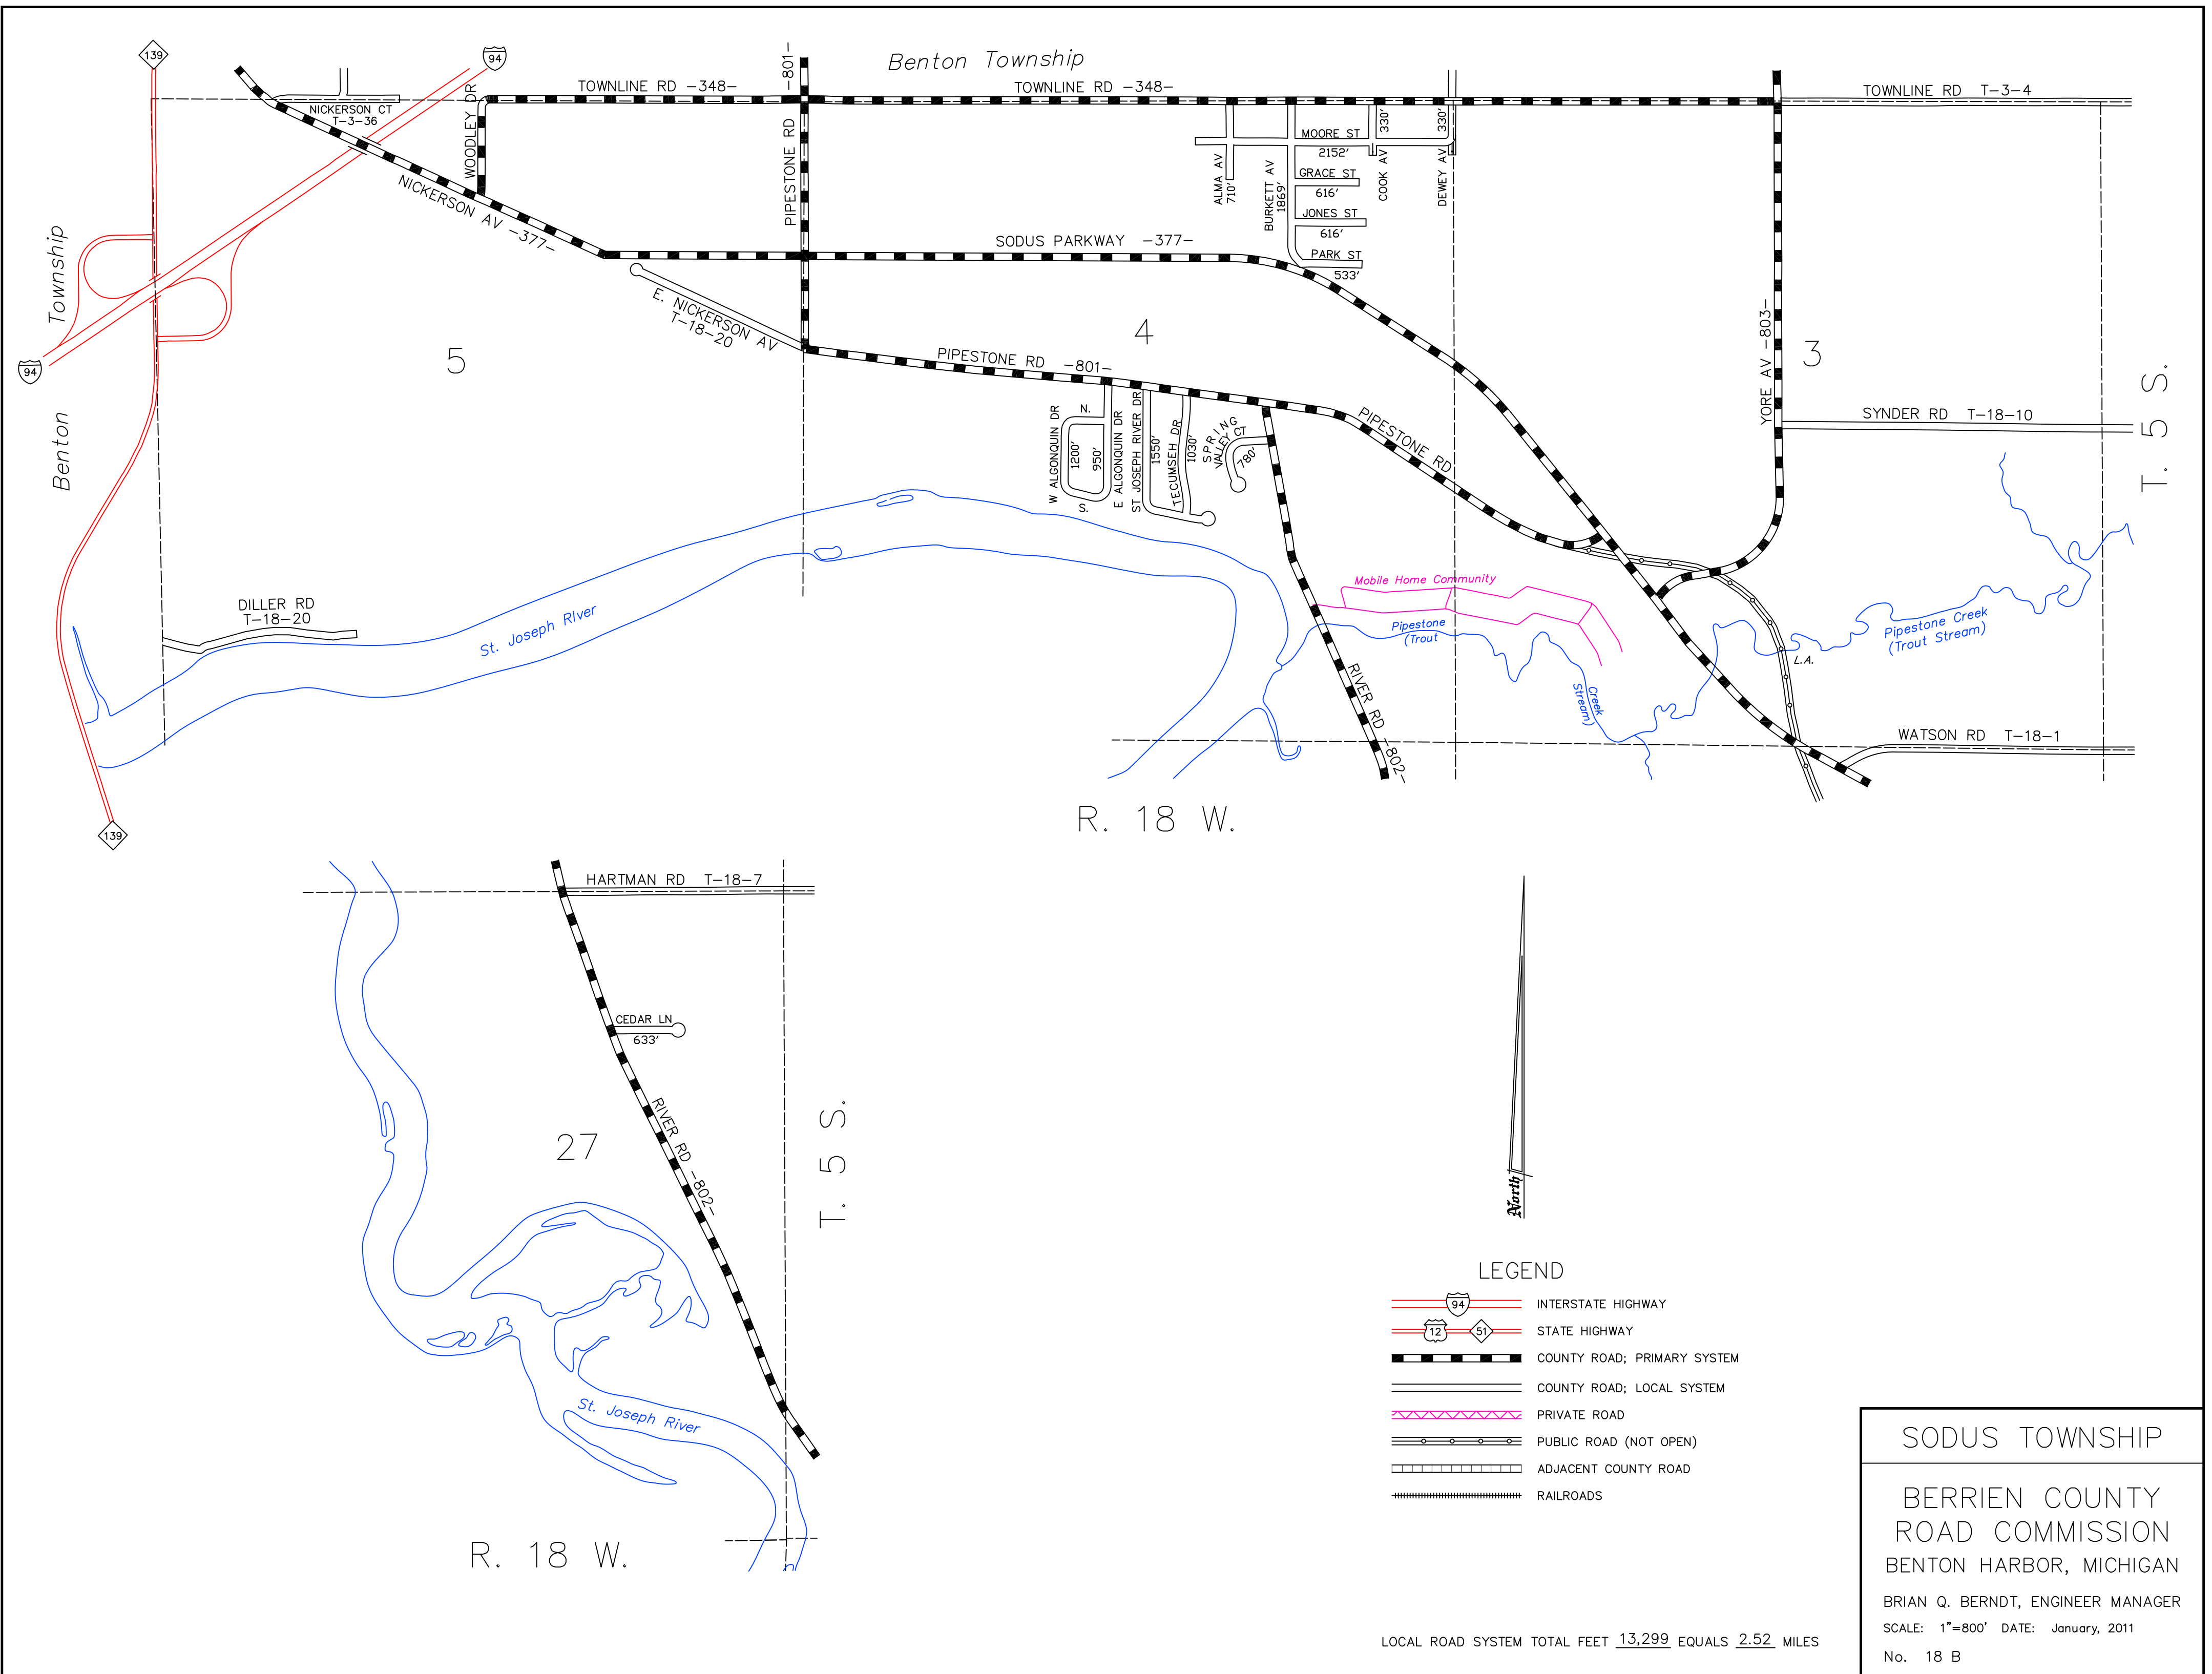 139
94
Benton Township
-801-
TOWNLINE RD -348-
TOWNLINE RD -348-
TOWNLINE RD T-3-4
NICKERSON CT
T-3-36
WOODLEY DR
PIPESTONE RD
NICKERSON AV -377-
ALMA AV
710'
BURKETT AV
1869'
MOORE ST
2152'
GRACE ST
616'
JONES ST
616'
PARK ST
533'
330'
COOK AV
330'
DEWEY AV
Benton Township
94
5
SODUS PARKWAY -377-
E. NICKERSON AV
T-18-20
4
PIPESTONE RD -801-
YORE AV -803-
3
T. 5 S.
SYNDER RD T-18-10
W ALGONQUIN DR
N.
1200'
950'
S.
E ALGONQUIN DR
ST JOSEPH RIVER DR
1550'
TECUMSEH DR
1030'
SPRING
VALLEY CT
780'
PIPESTONE RD
DILLER RD
T-18-20
St. Joseph River
Mobile Home Community
Pipestone
(Trout
Creek
Stream)
Pipestone Creek
(Trout Stream)
L.A.
RIVER RD -802-
WATSON RD T-18-1
139
R. 18 W.
HARTMAN RD T-18-7
CEDAR LN
633'
27
RIVER RD -802-
T. 5 S.
St. Joseph River
R. 18 W.
North
LEGEND
94 INTERSTATE HIGHWAY
12 51 STATE HIGHWAY
COUNTY ROAD; PRIMARY SYSTEM
COUNTY ROAD; LOCAL SYSTEM
PRIVATE ROAD
PUBLIC ROAD (NOT OPEN)
ADJACENT COUNTY ROAD
RAILROADS
LOCAL ROAD SYSTEM TOTAL FEET 13,299 EQUALS 2.52 MILES
SODUS TOWNSHIP
BERRIEN COUNTY
ROAD COMMISSION
BENTON HARBOR, MICHIGAN
BRIAN Q. BERNDT, ENGINEER MANAGER
SCALE: 1"=800' DATE: January, 2011
No. 18 B